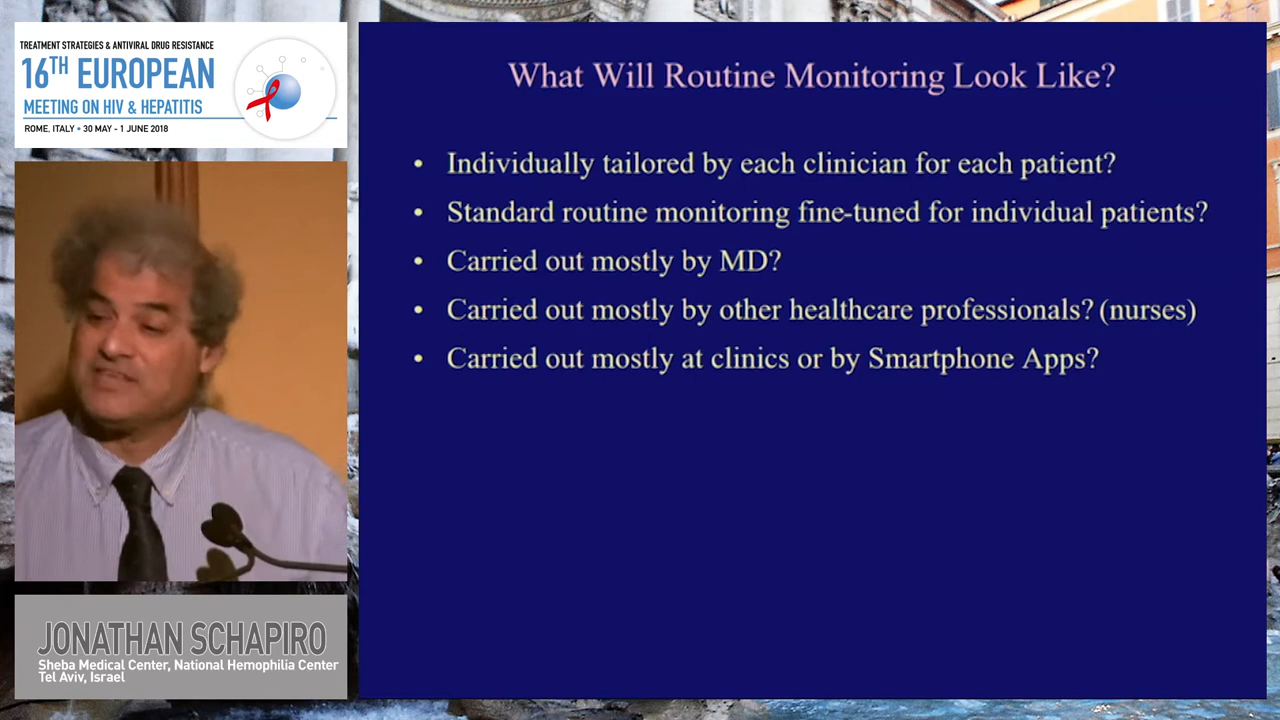 TREATMENT STRATEGIES & ANTIVIRAL DRUG RESISTANCE
16TH EUROPEAN
MEETING ON HIV & HEPATITIS
ROME, ITALY • 30 MAY - 1 JUNE 2018
JONATHAN SCHAPIRO
Sheba Medical Center, National Hemophilia Center
Tel Aviv, Israel
What Will Routine Monitoring Look Like?
• Individually tailored by each clinician for each patient?
• Standard routine monitoring fine-tuned for individual patients?
• Carried out mostly by MD?
• Carried out mostly by other healthcare professionals? (nurses)
• Carried out mostly at clinics or by Smartphone Apps?